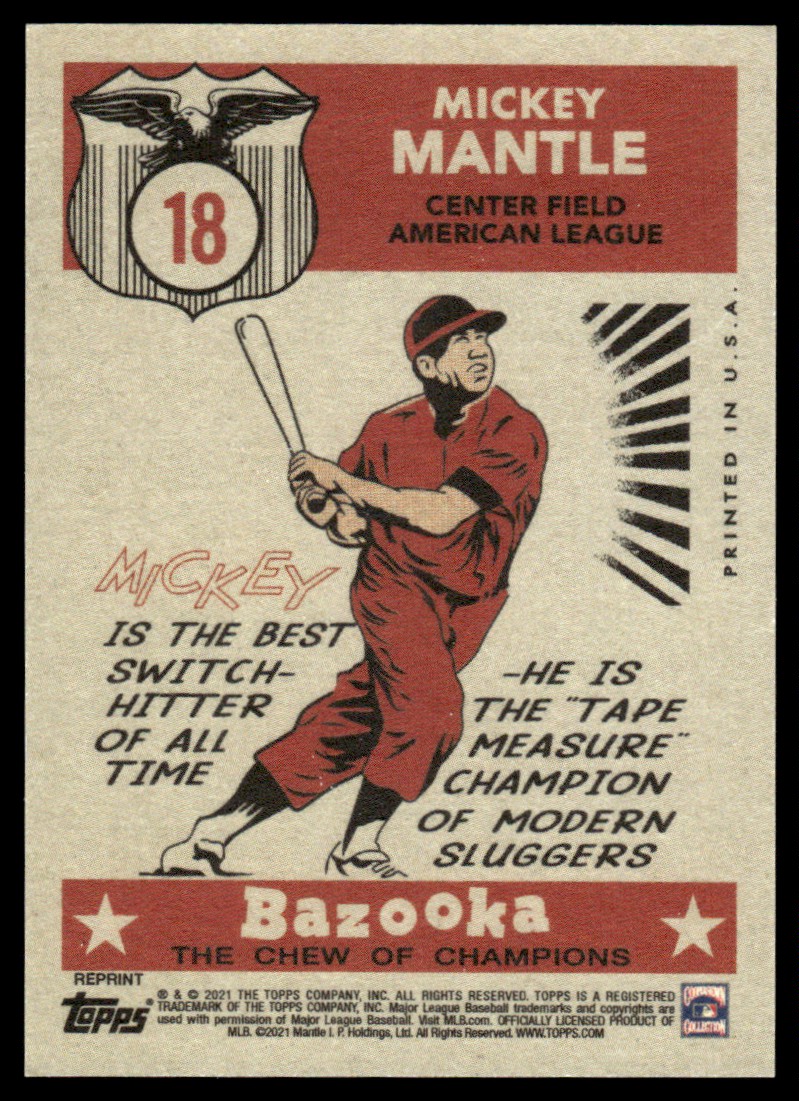 18
MICKEY
MANTLE
CENTER FIELD
AMERICAN LEAGUE
PRINTED IN U.S.A.
MICKEY
IS THE BEST
SWITCH-
HITTER
OF ALL
TIME
-HE IS
THE "TAPE
MEASURE"
CHAMPION
OF MODERN
SLUGGERS
Bazooka
THE CHEW OF CHAMPIONS
REPRINT
topps®
® & © 2021 THE TOPPS COMPANY, INC. ALL RIGHTS RESERVED. TOPPS IS A REGISTERED
TRADEMARK OF THE TOPPS COMPANY, INC. Major League Baseball trademarks and copyrights are
used with permission of Major League Baseball. Visit MLB.com. OFFICIALLY LICENSED PRODUCT OF
MLB. ©2021 Mantle I. P. Holdings, Ltd. All Rights Reserved. WWW.TOPPS.COM
COOPERSTOWN
COLLECTION